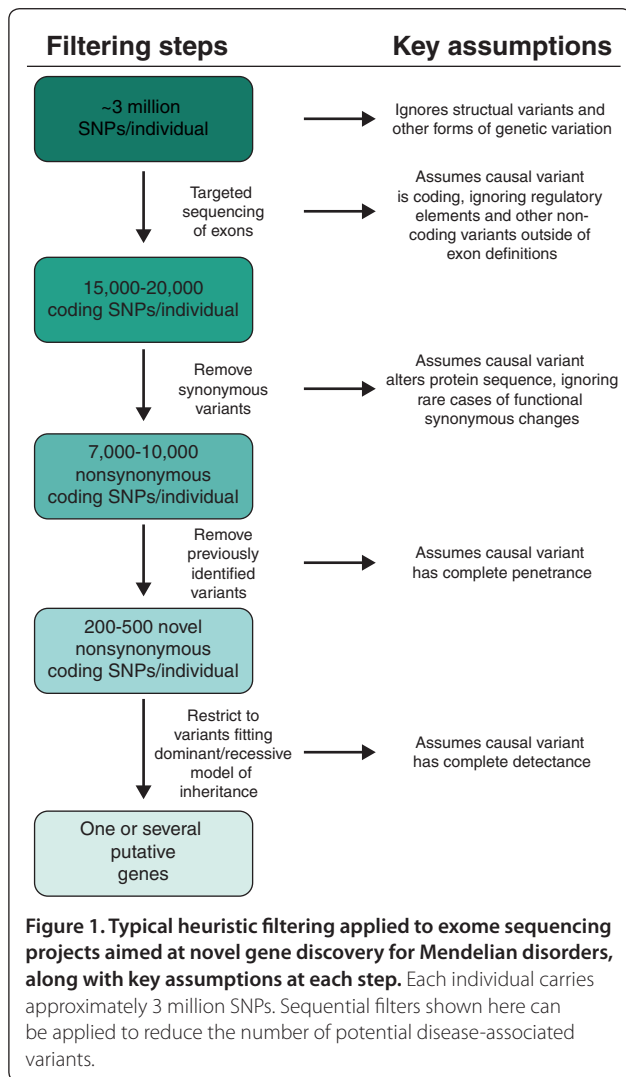 Filtering steps
Key assumptions
~3 million
SNPs/individual
Ignores structual variants and
other forms of genetic variation
Targeted
sequencing
of exons
Assumes causal variant
is coding, ignoring regulatory
elements and other non-
coding variants outside of
exon definitions
15,000-20,000
coding SNPs/individual
Remove
synonymous
variants
Assumes causal variant
alters protein sequence, ignoring
rare cases of functional
synonymous changes
7,000-10,000
nonsynonymous
coding SNPs/individual
Remove
previously
identified
variants
Assumes causal variant
has complete penetrance
200-500 novel
nonsynonymous
coding SNPs/individual
Restrict to
variants fitting
dominant/recessive
model of
inheritance
Assumes causal variant
has complete detectance
One or several
putative
genes
Figure 1. Typical heuristic filtering applied to exome sequencing
projects aimed at novel gene discovery for Mendelian disorders,
along with key assumptions at each step. Each individual carries
approximately 3 million SNPs. Sequential filters shown here can
be applied to reduce the number of potential disease-associated
variants.